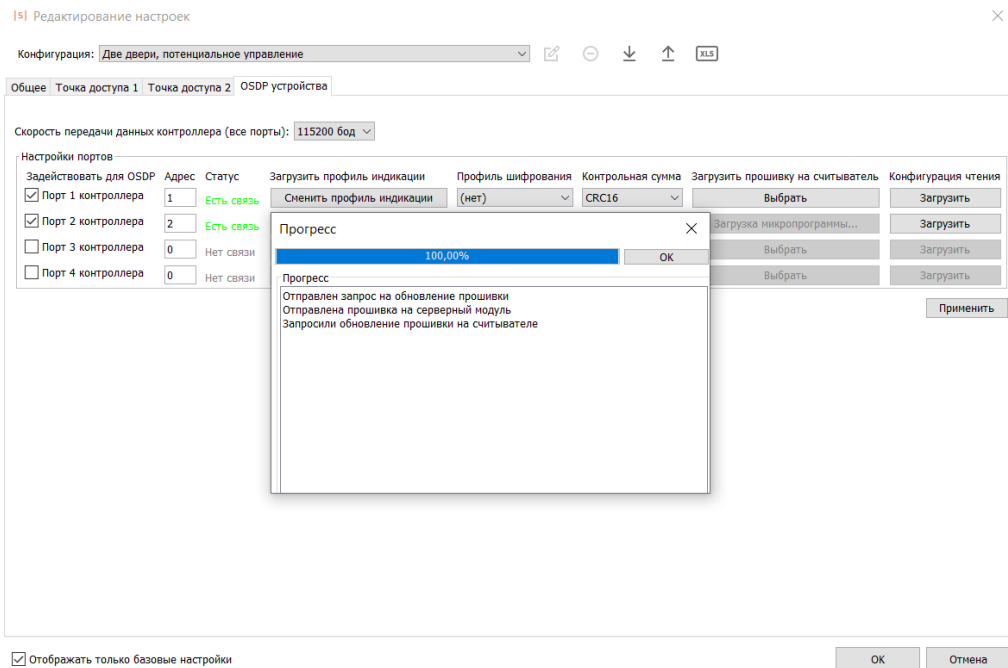 |s| Редактирование настроек
Конфигурация: Две двери, потенциальное управление XLS
Общее Точка доступа 1 Точка доступа 2 OSDP устройства
Скорость передачи данных контроллера (все порты): 115200 бод
Настройки портов
Задействовать для OSDP Адрес Статус Загрузить профиль индикации Профиль шифрования Контрольная сумма Загрузить прошивку на считыватель Конфигурация чтения
Порт 1 контроллера 1 Есть связь Сменить профиль индикации (нет) CRC16 Выбрать Загрузить
Порт 2 контроллера 2 Есть связь Загрузка микропрограммы... Загрузить
Порт 3 контроллера 0 Нет связи Выбрать Загрузить
Порт 4 контроллера 0 Нет связи Выбрать Загрузить
Применить
Прогресс
100,00% OK
Прогресс
Отправлен запрос на обновление прошивки
Отправлена прошивка на серверный модуль
Запросили обновление прошивки на считывателе
Отображать только базовые настройки OK Отмена